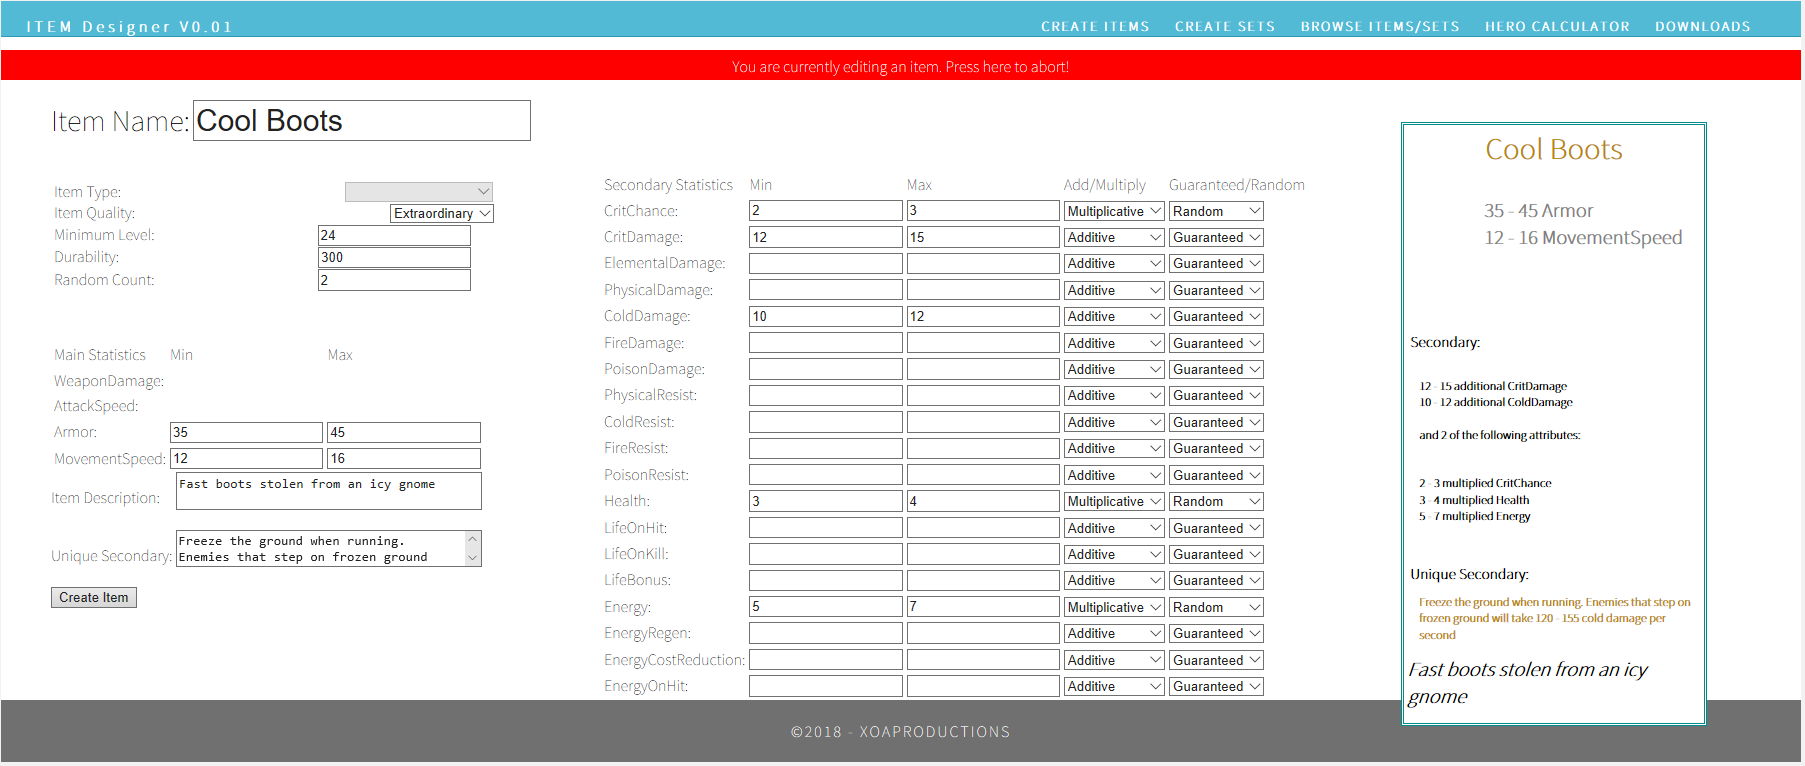 ITEM Designer V0.01
CREATE ITEMS CREATE SETS BROWSE ITEMS/SETS HERO CALCULATOR DOWNLOADS
You are currently editing an item. Press here to abort!
Item Name: Cool Boots
Item Type:
Item Quality: Extraordinary
Minimum Level: 24
Durability: 300
Random Count: 2
Main Statistics Min Max
WeaponDamage:
AttackSpeed:
Armor: 35 45
MovementSpeed: 12 16
Item Description: Fast boots stolen from an icy gnome
Unique Secondary: Freeze the ground when running.
Enemies that step on frozen ground
Create Item
Secondary Statistics Min Max Add/Multiply Guaranteed/Random
CritChance: 2 3 Multiplicative Random
CritDamage: 12 15 Additive Guaranteed
ElementalDamage: Additive Guaranteed
PhysicalDamage: Additive Guaranteed
ColdDamage: 10 12 Additive Guaranteed
FireDamage: Additive Guaranteed
PoisonDamage: Additive Guaranteed
PhysicalResist: Additive Guaranteed
ColdResist: Additive Guaranteed
FireResist: Additive Guaranteed
PoisonResist: Additive Guaranteed
Health: 3 4 Multiplicative Random
LifeOnHit: Additive Guaranteed
LifeOnKill: Additive Guaranteed
LifeBonus: Additive Guaranteed
Energy: 5 7 Multiplicative Random
EnergyRegen: Additive Guaranteed
EnergyCostReduction: Additive Guaranteed
EnergyOnHit: Additive Guaranteed
Cool Boots
35 - 45 Armor
12 - 16 MovementSpeed
Secondary:
12 - 15 additional CritDamage
10 - 12 additional ColdDamage
and 2 of the following attributes:
2 - 3 multiplied CritChance
3 - 4 multiplied Health
5 - 7 multiplied Energy
Unique Secondary:
Freeze the ground when running. Enemies that step on
frozen ground will take 120 - 155 cold damage per
second
Fast boots stolen from an icy
gnome
©2018 - XOAPRODUCTIONS